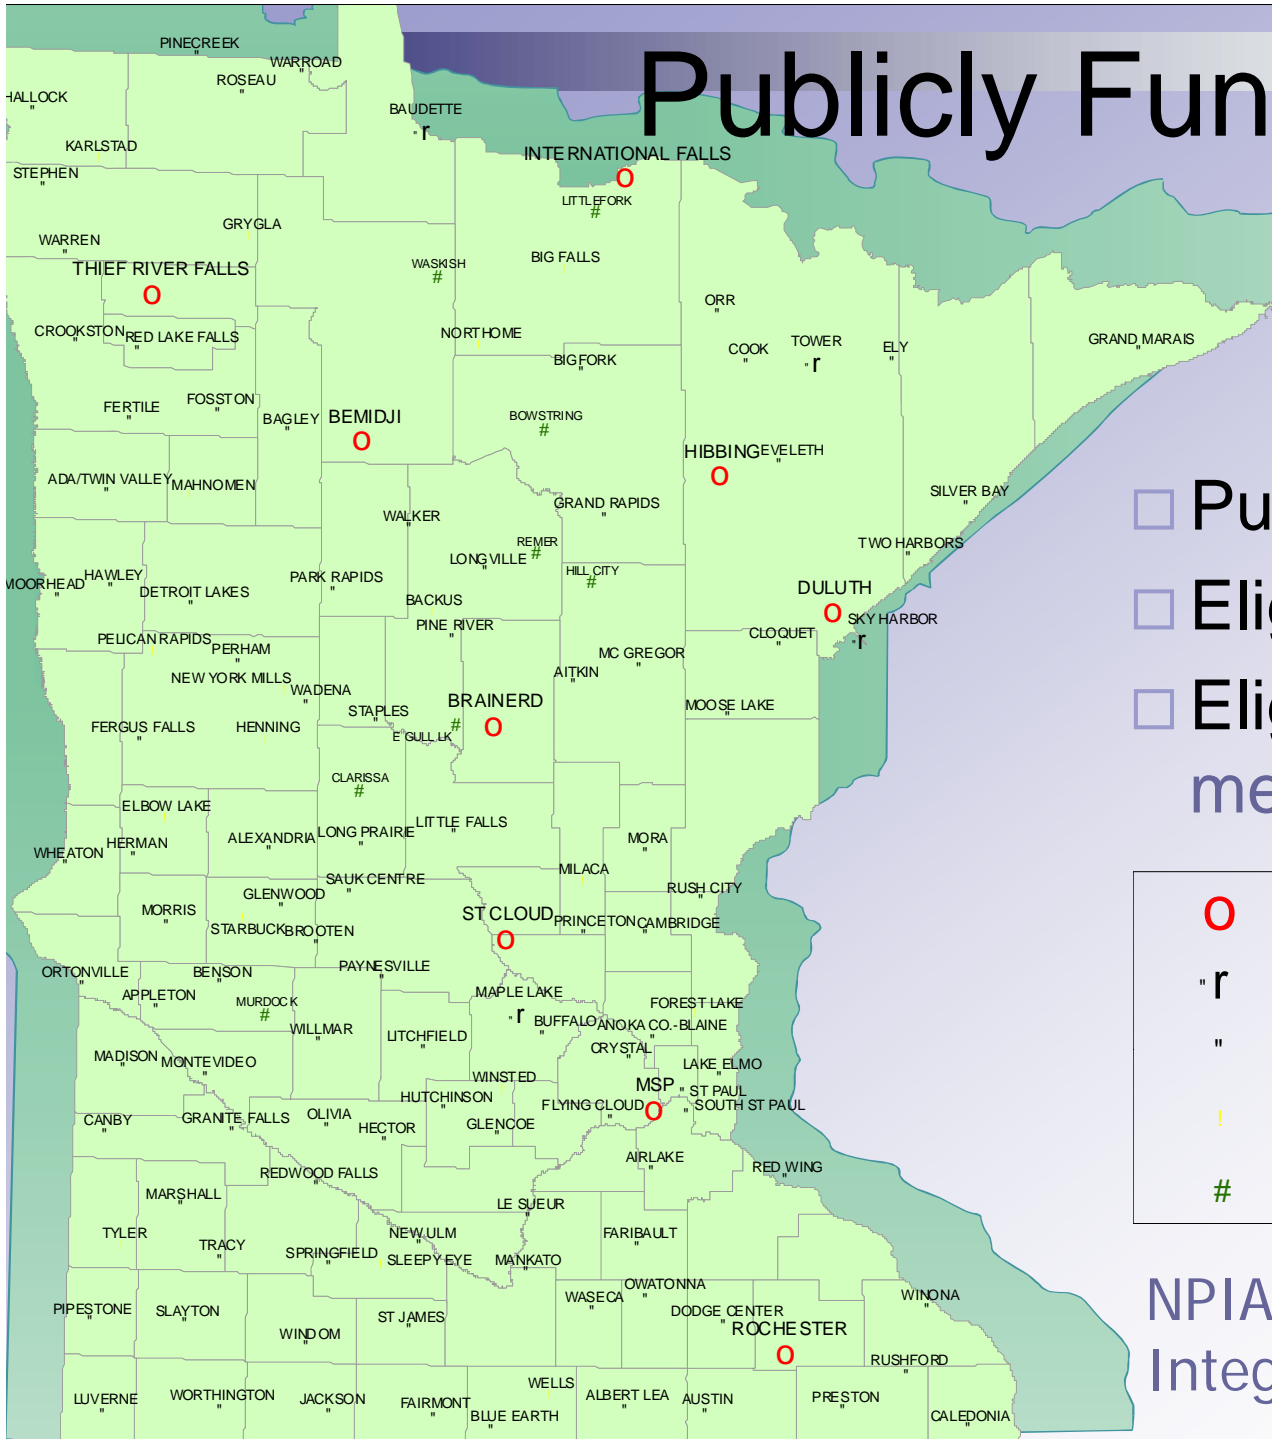 Publicly Fun
PINECREEK
WARROAD
ROSEAU
HALLOCK
BAUDETTE
"r
KARLSTAD
INTERNATIONAL FALLS
O
STEPHEN
LITTLEFORK
#
GRYGLA
WARREN
BIG FALLS
WASKISH
#
THIEF RIVER FALLS
O
ORR
CROOKSTON
RED LAKE FALLS
NORTHOME
GRAND MARAIS
COOK
TOWER
"r
ELY
BIGFORK
FERTILE
FOSSTON
BAGLEY
BEMIDJI
O
BOWSTRING
#
HIBBING
O
EVELETH
ADA/TWIN VALLEY
MAHNOMEN
SILVER BAY
GRAND RAPIDS
WALKER
TWO HARBORS
REMER
#
LONGVILLE
HILL CITY
#
MOORHEAD
HAWLEY
DETROIT LAKES
PARK RAPIDS
DULUTH
O
BACKUS
SKY HARBOR
"r
PINE RIVER
CLOQUET
PELICAN RAPIDS
PERHAM
MC GREGOR
AITKIN
NEW YORK MILLS
WADENA
BRAINERD
O
MOOSE LAKE
STAPLES
FERGUS FALLS
HENNING
#
E GULL LK
CLARISSA
#
ELBOW LAKE
LITTLE FALLS
HERMAN
ALEXANDRIA
LONG PRAIRIE
MORA
WHEATON
MILACA
SAUK CENTRE
RUSH CITY
GLENWOOD
MORRIS
ST CLOUD
O
PRINCETON
CAMBRIDGE
STARBUCK
BROOTEN
ORTONVILLE
BENSON
PAYNESVILLE
APPLETON
MURDOCK
#
MAPLE LAKE
"r
FOREST LAKE
WILLMAR
LITCHFIELD
BUFFALO
ANOKA CO.-BLAINE
CRYSTAL
MADISON
MONTEVIDEO
LAKE ELMO
WINSTED
MSP
O
" ST PAUL
HUTCHINSON
FLYING CLOUD
" SOUTH ST PAUL
CANBY
GRANITE FALLS
OLIVIA
HECTOR
GLENCOE
AIRLAKE
RED WING
REDWOOD FALLS
MARSHALL
LE SUEUR
TYLER
TRACY
NEW ULM
FARIBAULT
SPRINGFIELD
SLEEPY EYE
MANKATO
OWATONNA
WASECA
WINONA
PIPESTONE
SLAYTON
ST JAMES
DODGE CENTER
WINDOM
ROCHESTER
O
RUSHFORD
LUVERNE
WORTHINGTON
JACKSON
FAIRMONT
WELLS
ALBERT LEA
AUSTIN
PRESTON
BLUE EARTH
CALEDONIA
Pu
Elig
Elig
me
O
"r
"
!
#
NPIA
Integ